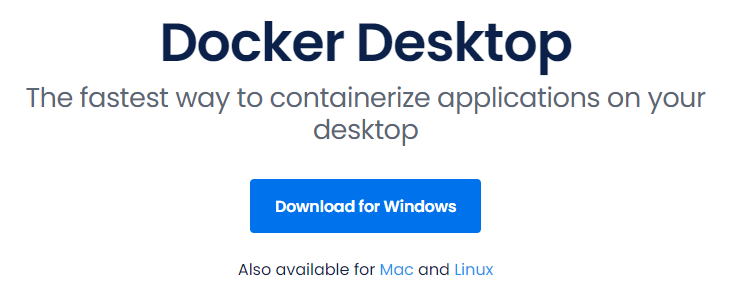 Docker Desktop
The fastest way to containerize applications on your
desktop
Download for Windows
Also available for Mac and Linux